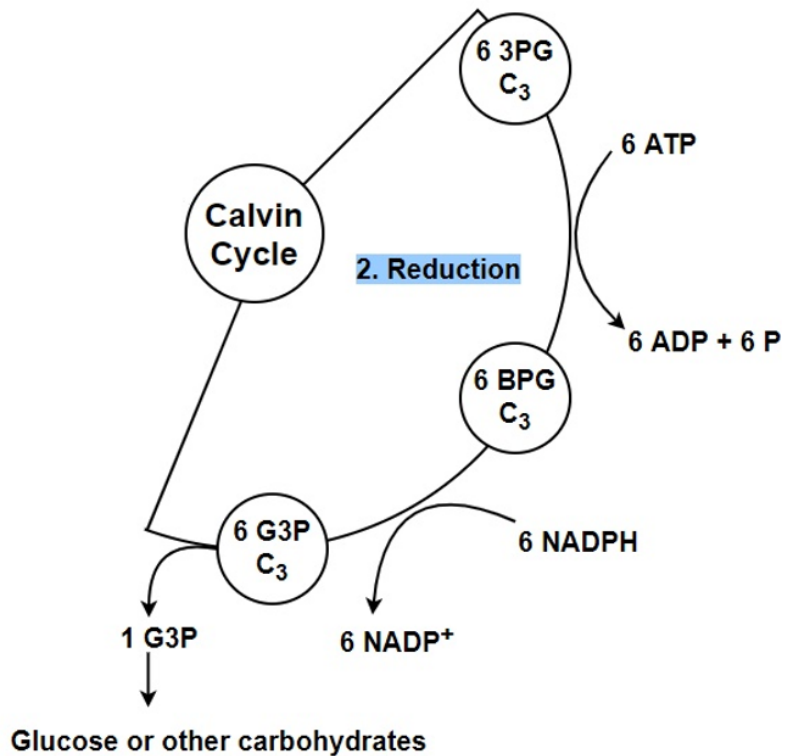 6 3PG
C₃
6 ATP
Calvin
Cycle
2. Reduction
6 ADP + 6 P
6 BPG
C₃
6 G3P
C₃
6 NADPH
1 G3P
6 NADP⁺
Glucose or other carbohydrates